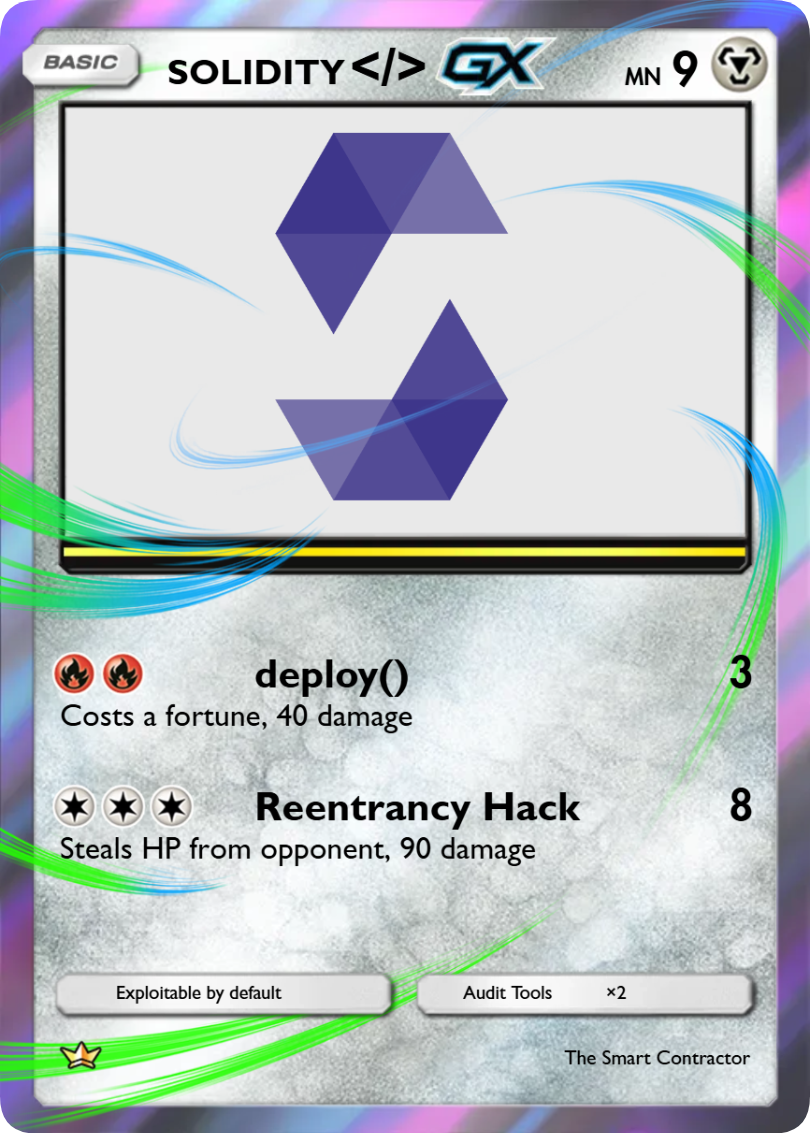 BASIC SOLIDITY </> GX MN 9
deploy() 3
Costs a fortune, 40 damage
Reentrancy Hack 8
Steals HP from opponent, 90 damage
Exploitable by default Audit Tools ×2
The Smart Contractor